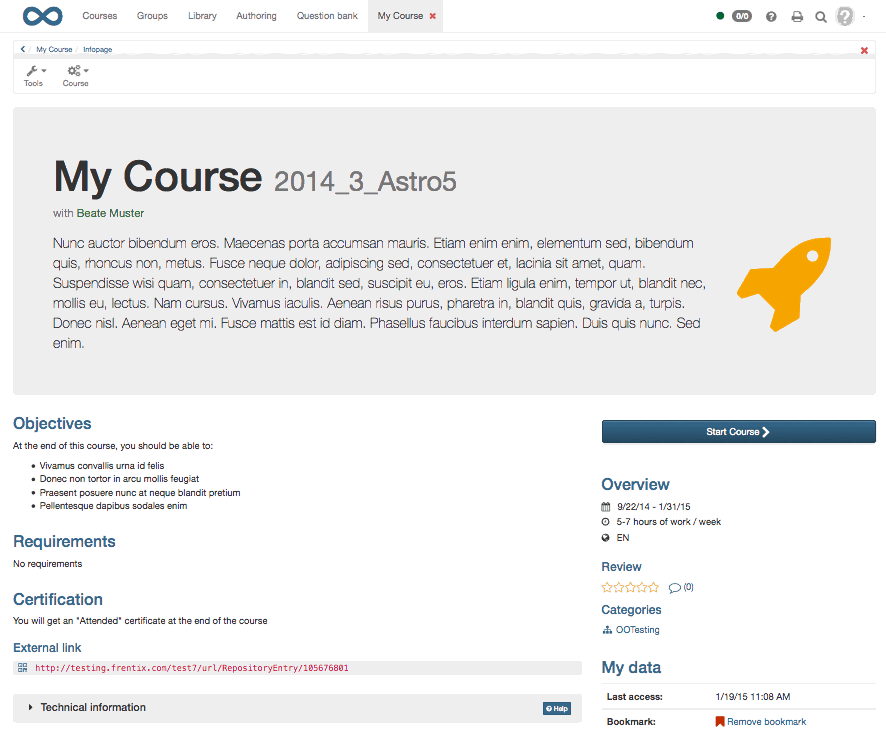 Courses Groups Library Authoring Question bank My Course 0/0
My Course / Infopage
Tools Course
My Course 2014_3_Astro5
with Beate Muster
Nunc auctor bibendum eros. Maecenas porta accumsan mauris. Etiam enim enim, elementum sed, bibendum
quis, rhoncus non, metus. Fusce neque dolor, adipiscing sed, consectetuer et, lacinia sit amet, quam.
Suspendisse wisi quam, consectetuer in, blandit sed, suscipit eu, eros. Etiam ligula enim, tempor ut, blandit nec,
mollis eu, lectus. Nam cursus. Vivamus iaculis. Aenean risus purus, pharetra in, blandit quis, gravida a, turpis.
Donec nisl. Aenean eget mi. Fusce mattis est id diam. Phasellus faucibus interdum sapien. Duis quis nunc. Sed
enim.
Objectives
At the end of this course, you should be able to:
• Vivamus convallis urna id felis
• Donec non tortor in arcu mollis feugiat
• Praesent posuere nunc at neque blandit pretium
• Pellentesque dapibus sodales enim
Requirements
No requirements
Certification
You will get an "Attended" certificate at the end of the course
External link
http://testing.frentix.com/test7/url/RepositoryEntry/105676801
Technical information
Help
Start Course
Overview
9/22/14 - 1/31/15
5-7 hours of work / week
EN
Review
(0)
Categories
OOTesting
My data
Last access: 1/19/15 11:08 AM
Bookmark: Remove bookmark